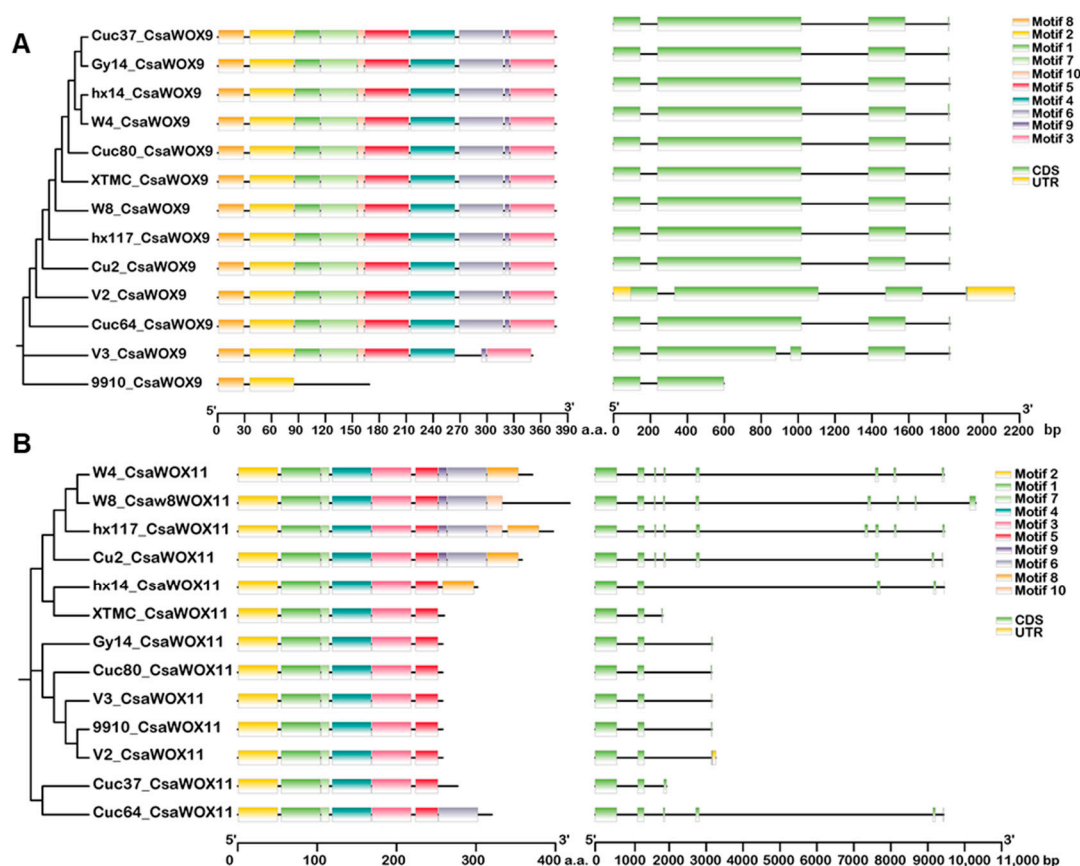 A
Cuc37_CsaWOX9
Gy14_CsaWOX9
hx14_CsaWOX9
W4_CsaWOX9
Cuc80_CsaWOX9
XTMC_CsaWOX9
W8_CsaWOX9
hx117_CsaWOX9
Cu2_CsaWOX9
V2_CsaWOX9
Cuc64_CsaWOX9
V3_CsaWOX9
9910_CsaWOX9
Motif 8
Motif 2
Motif 1
Motif 7
Motif 10
Motif 5
Motif 4
Motif 6
Motif 9
Motif 3
CDS
UTR
5' 3'
0 30 60 90 120 150 180 210 240 270 300 330 360 390 a.a.
5' 3'
0 200 400 600 800 1000 1200 1400 1600 1800 2000 2200 bp
B
W4_CsaWOX11
W8_Csaw8WOX11
hx117_CsaWOX11
Cu2_CsaWOX11
hx14_CsaWOX11
XTMC_CsaWOX11
Gy14_CsaWOX11
Cuc80_CsaWOX11
V3_CsaWOX11
9910_CsaWOX11
V2_CsaWOX11
Cuc37_CsaWOX11
Cuc64_CsaWOX11
Motif 2
Motif 1
Motif 7
Motif 4
Motif 3
Motif 5
Motif 9
Motif 6
Motif 8
Motif 10
CDS
UTR
5' 3'
0 100 200 300 400 a.a.
5' 3'
0 1000 2000 3000 4000 5000 6000 7000 8000 9000 10,000 11,000 bp